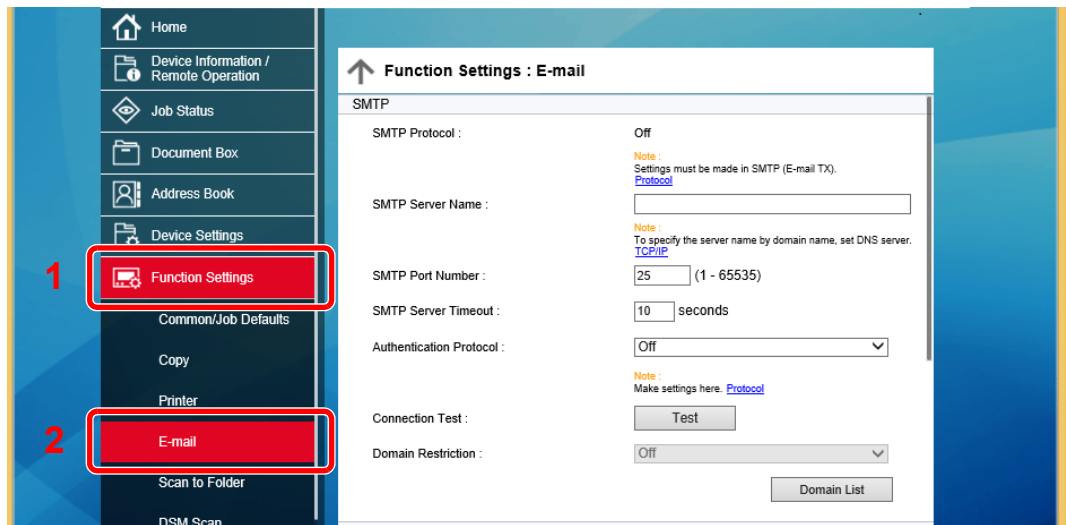 Home
Device Information /
Remote Operation
Job Status
Document Box
Address Book
Device Settings
1
Function Settings
Common/Job Defaults
Copy
Printer
2
E-mail
Scan to Folder
DSM Scan
Function Settings : E-mail
SMTP
SMTP Protocol : Off
Note :
Settings must be made in SMTP (E-mail TX).
Protocol
SMTP Server Name :
Note :
To specify the server name by domain name, set DNS server.
TCP/IP
SMTP Port Number : 25 (1 - 65535)
SMTP Server Timeout : 10 seconds
Authentication Protocol : Off
Note :
Make settings here. Protocol
Connection Test : Test
Domain Restriction : Off
Domain List